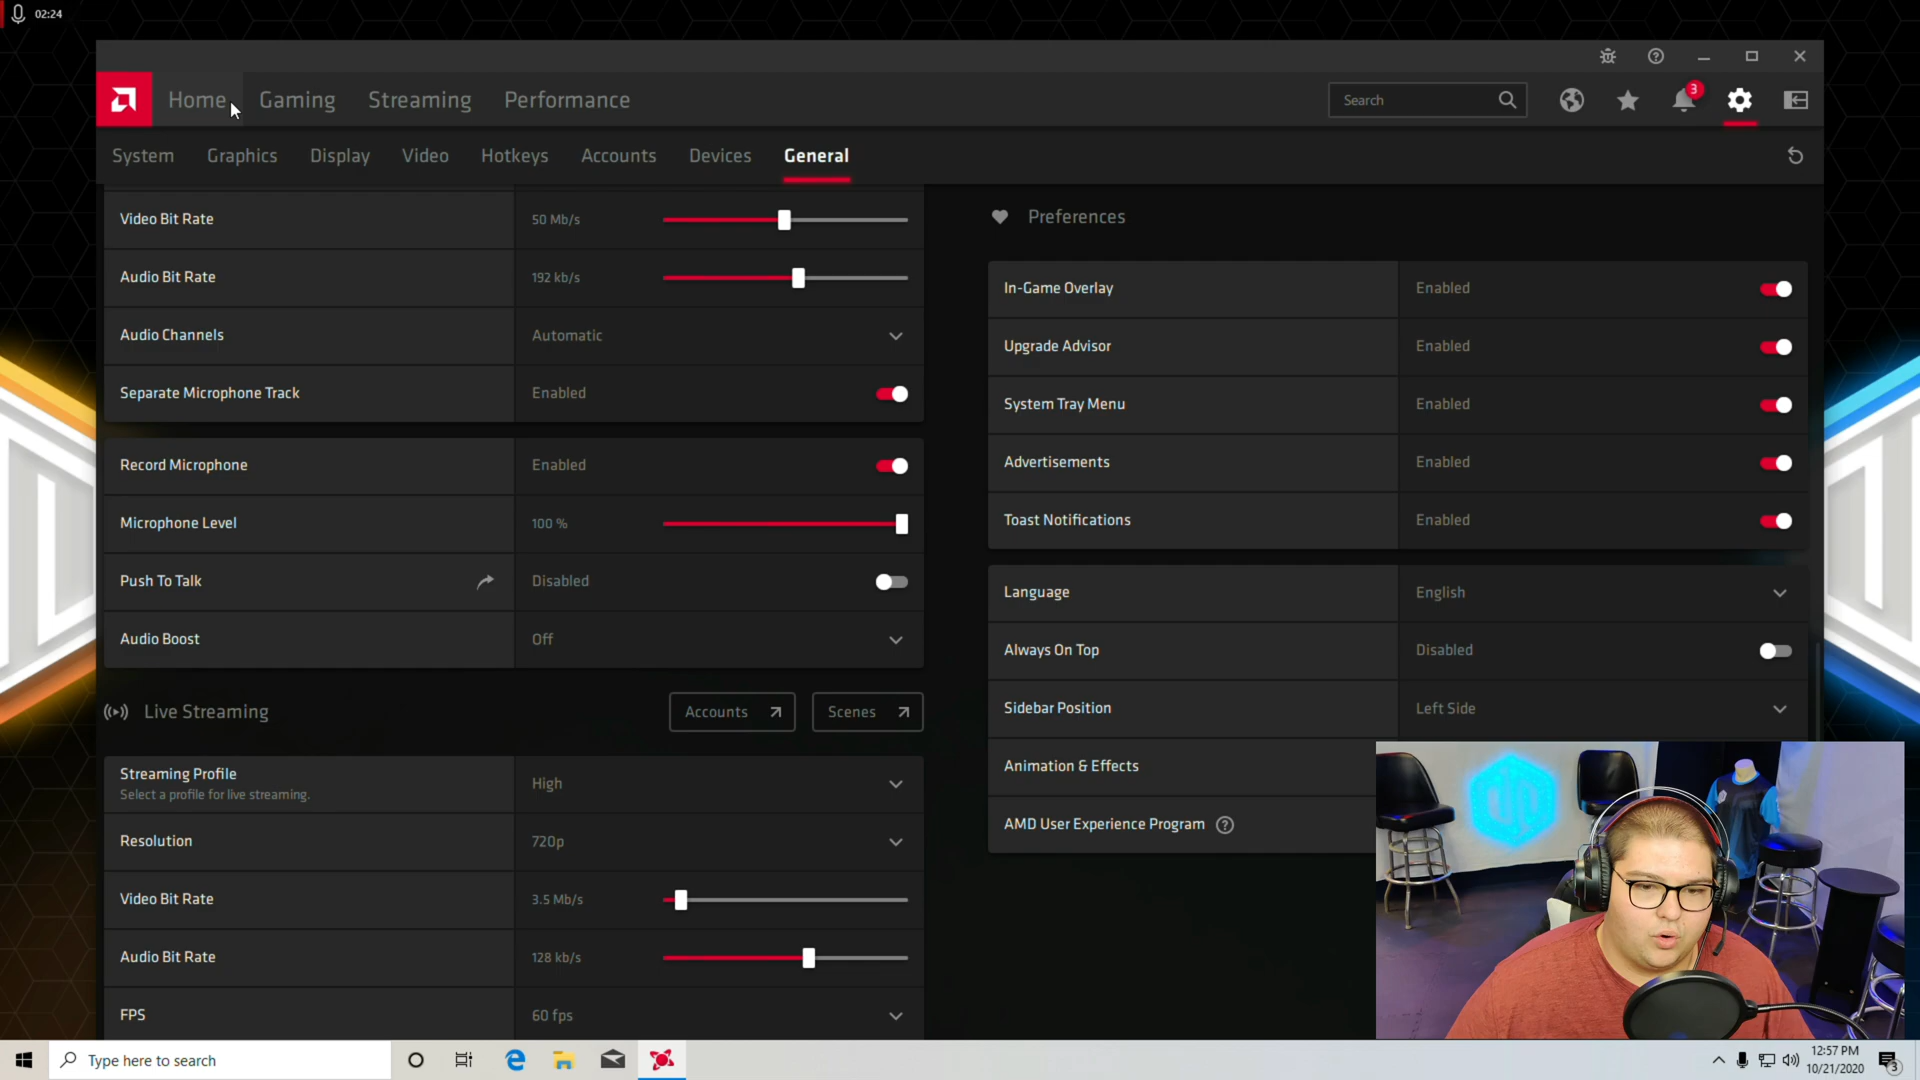 02:24
Home
Gaming
Streaming
Performance
Search
3
System
Graphics
Display
Video
Hotkeys
Accounts
Devices
General
Video Bit Rate
50 Mb/s
Audio Bit Rate
192 kb/s
Audio Channels
Automatic
Separate Microphone Track
Enabled
Record Microphone
Enabled
Microphone Level
100 %
Push To Talk
Disabled
Audio Boost
Off
Live Streaming
Accounts
Scenes
Streaming Profile
Select a profile for live streaming.
High
Resolution
720p
Video Bit Rate
3.5 Mb/s
Audio Bit Rate
128 kb/s
FPS
60 fps
Preferences
In-Game Overlay
Enabled
Upgrade Advisor
Enabled
System Tray Menu
Enabled
Advertisements
Enabled
Toast Notifications
Enabled
Language
English
Always On Top
Disabled
Sidebar Position
Left Side
Animation & Effects
AMD User Experience Program
Type here to search
12:57 PM
10/21/2020
3